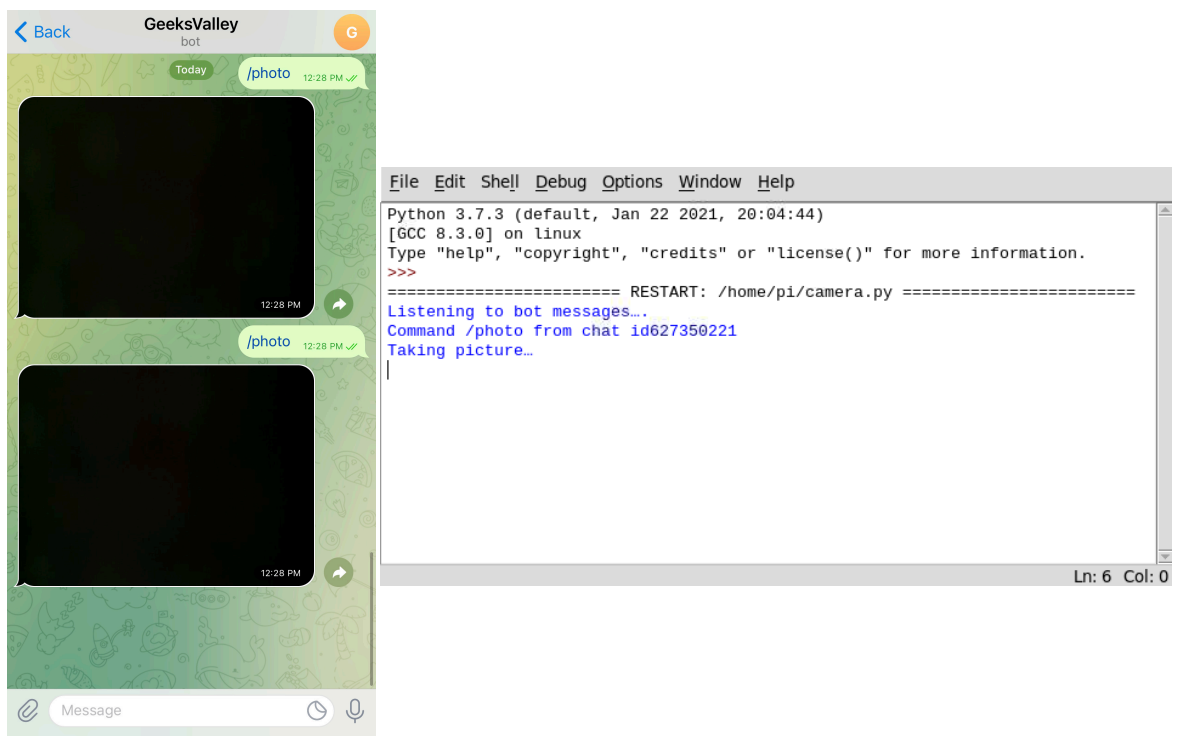 Back
GeeksValley
bot
G
Today
/photo 12:28 PM
12:28 PM
/photo 12:28 PM
12:28 PM
Message
File Edit Shell Debug Options Window Help
Python 3.7.3 (default, Jan 22 2021, 20:04:44)
[GCC 8.3.0] on linux
Type "help", "copyright", "credits" or "license()" for more information.
>>>
======================== RESTART: /home/pi/camera.py ========================
Listening to bot messages….
Command /photo from chat id627350221
Taking picture…
Ln: 6 Col: 0